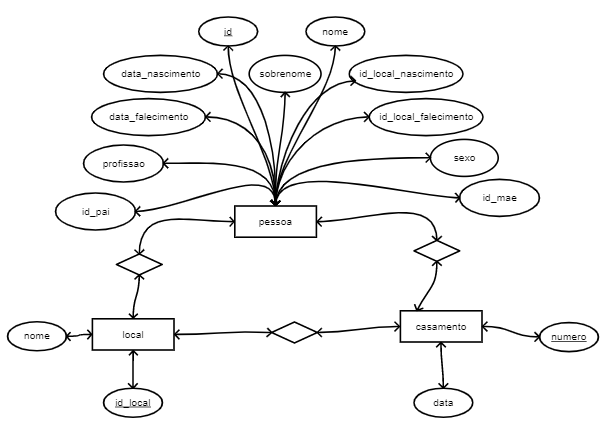 id
nome
data_nascimento
sobrenome
id_local_nascimento
data_falecimento
id_local_falecimento
profissao
sexo
id_pai
id_mae
pessoa
nome
local
casamento
numero
id_local
data